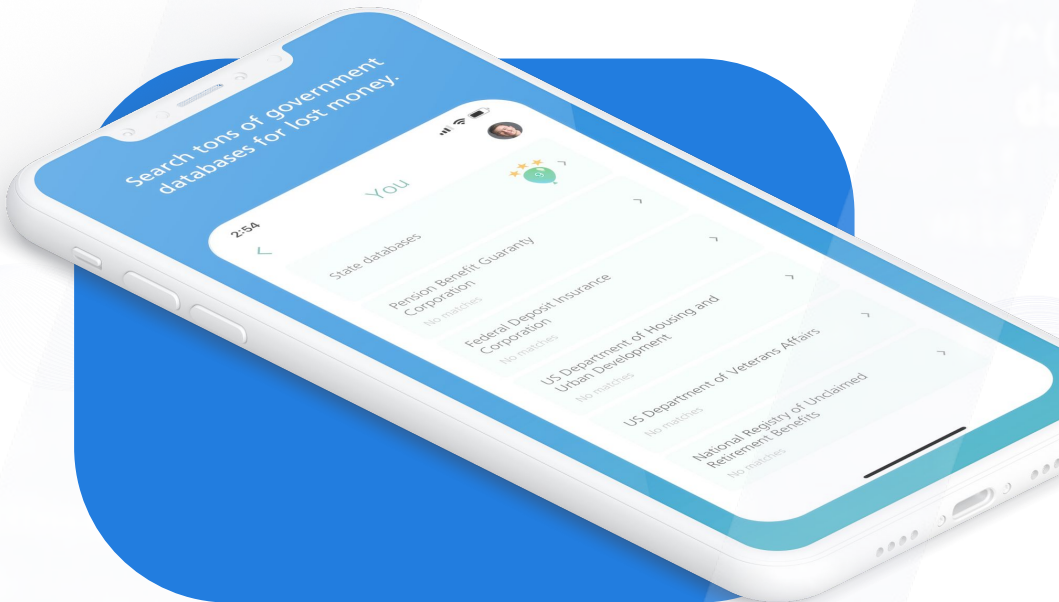 Search tons of government
databases for lost money.
2:54
You
State databases
9
Pension Benefit Guaranty
Corporation
No matches
Federal Deposit Insurance
Corporation
No matches
US Department of Housing and
Urban Development
No matches
US Department of Veterans Affairs
No matches
National Registry of Unclaimed
Retirement Benefits
No matches